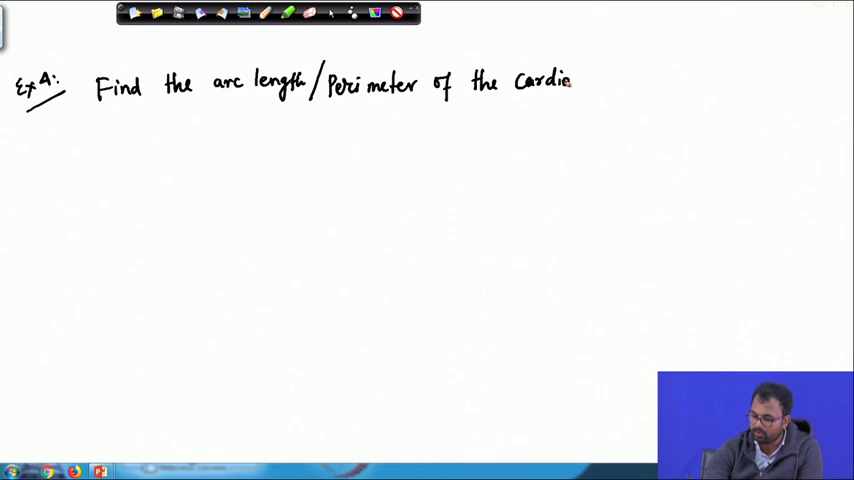 Ex 4: Find the arc length/Perimeter of the Cardio